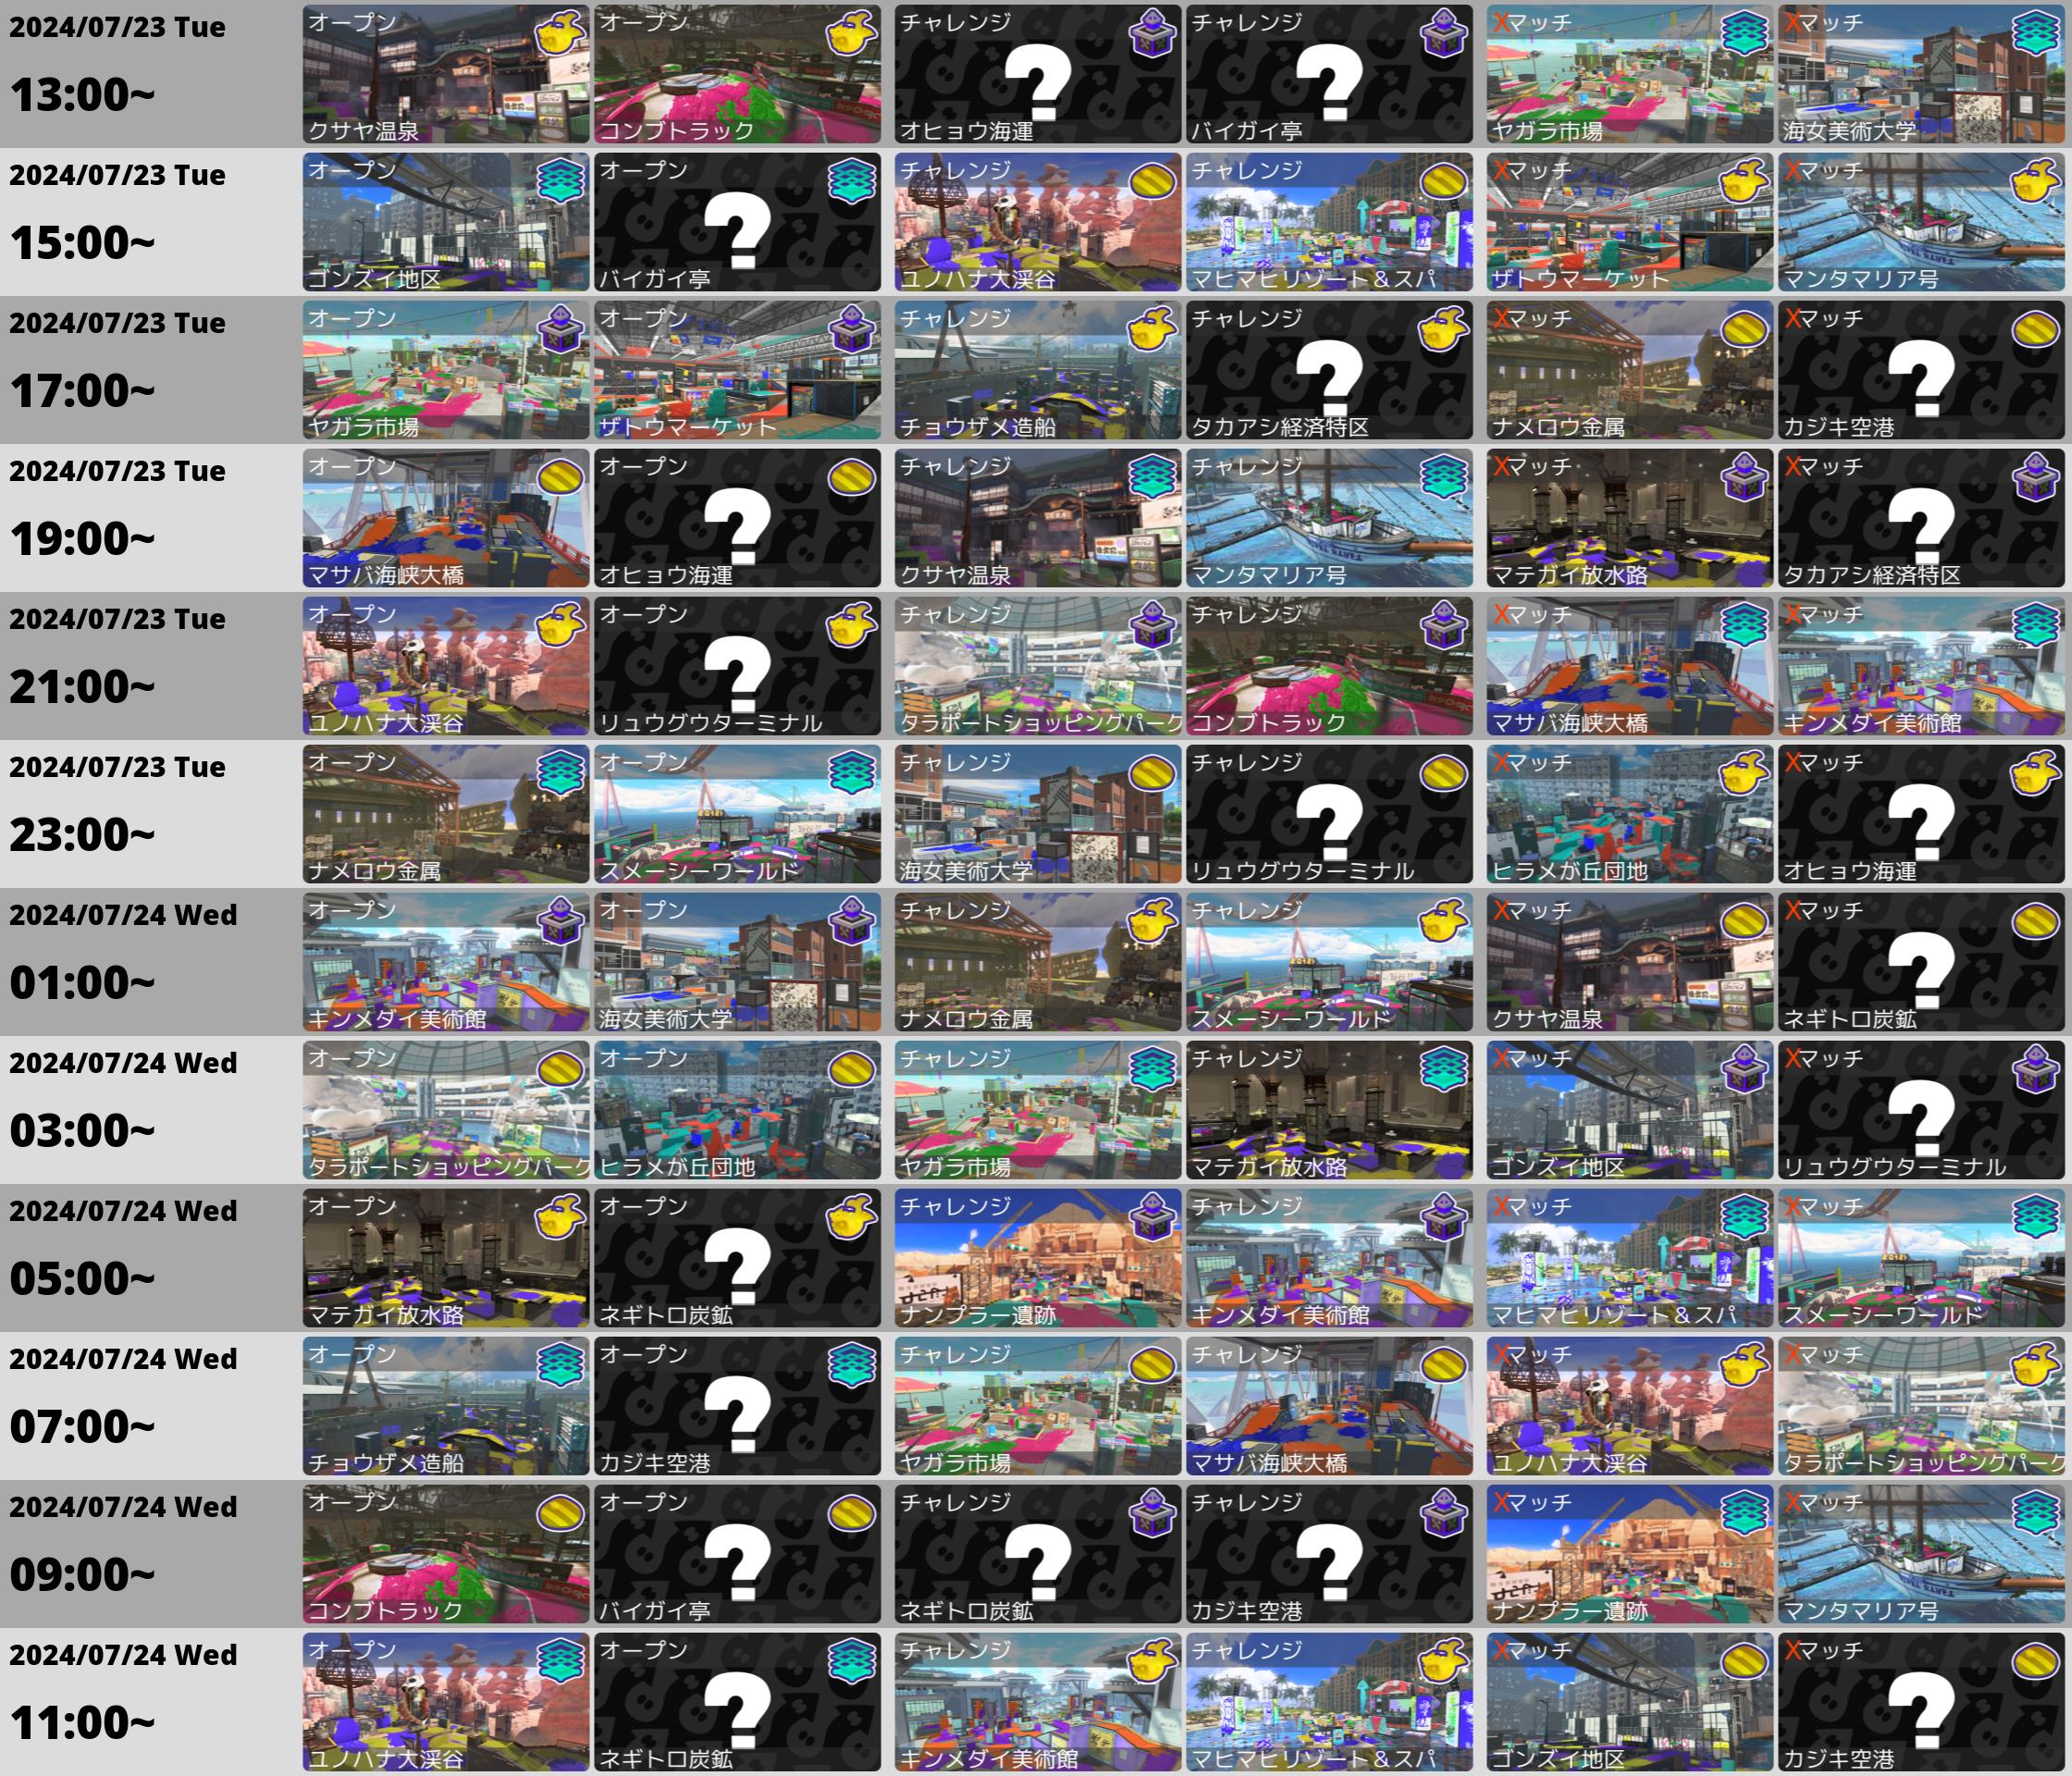 2024/07/23 Tue
13:00~
オープン
クサヤ温泉
オープン
コンブトラック
チャレンジ
オヒョウ海運
チャレンジ
バイガイ亭
Xマッチ
ヤガラ市場
Xマッチ
海女美術大学
2024/07/23 Tue
15:00~
オープン
ゴンズイ地区
オープン
バイガイ亭
チャレンジ
ユノハナ大渓谷
チャレンジ
マヒマヒリゾート＆スパ
Xマッチ
ザトウマーケット
Xマッチ
マンタマリア号
2024/07/23 Tue
17:00~
オープン
ヤガラ市場
オープン
ザトウマーケット
チャレンジ
チョウザメ造船
チャレンジ
タカアシ経済特区
Xマッチ
ナメロウ金属
Xマッチ
カジキ空港
2024/07/23 Tue
19:00~
オープン
マサバ海峡大橋
オープン
オヒョウ海運
チャレンジ
クサヤ温泉
チャレンジ
マンタマリア号
Xマッチ
マテガイ放水路
Xマッチ
タカアシ経済特区
2024/07/23 Tue
21:00~
オープン
ユノハナ大渓谷
オープン
リュウグウターミナル
チャレンジ
タラポートショッピングパーク
チャレンジ
コンブトラック
Xマッチ
マサバ海峡大橋
Xマッチ
キンメダイ美術館
2024/07/23 Tue
23:00~
オープン
ナメロウ金属
オープン
スメーシーワールド
チャレンジ
海女美術大学
チャレンジ
リュウグウターミナル
Xマッチ
ヒラメが丘団地
Xマッチ
オヒョウ海運
2024/07/24 Wed
01:00~
オープン
キンメダイ美術館
オープン
海女美術大学
チャレンジ
ナメロウ金属
チャレンジ
スメーシーワールド
Xマッチ
クサヤ温泉
Xマッチ
ネギトロ炭鉱
2024/07/24 Wed
03:00~
オープン
タラポートショッピングパーク
オープン
ヒラメが丘団地
チャレンジ
ヤガラ市場
チャレンジ
マテガイ放水路
Xマッチ
ゴンズイ地区
Xマッチ
リュウグウターミナル
2024/07/24 Wed
05:00~
オープン
マテガイ放水路
オープン
ネギトロ炭鉱
チャレンジ
ナンプラー遺跡
チャレンジ
キンメダイ美術館
Xマッチ
マヒマヒリゾート＆スパ
Xマッチ
スメーシーワールド
2024/07/24 Wed
07:00~
オープン
チョウザメ造船
オープン
カジキ空港
チャレンジ
ヤガラ市場
チャレンジ
マサバ海峡大橋
Xマッチ
ユノハナ大渓谷
Xマッチ
タラポートショッピングパーク
2024/07/24 Wed
09:00~
オープン
コンブトラック
オープン
バイガイ亭
チャレンジ
ネギトロ炭鉱
チャレンジ
カジキ空港
Xマッチ
ナンプラー遺跡
Xマッチ
マンタマリア号
2024/07/24 Wed
11:00~
オープン
ユノハナ大渓谷
オープン
ネギトロ炭鉱
チャレンジ
キンメダイ美術館
チャレンジ
マヒマヒリゾート＆スパ
Xマッチ
ゴンズイ地区
Xマッチ
カジキ空港